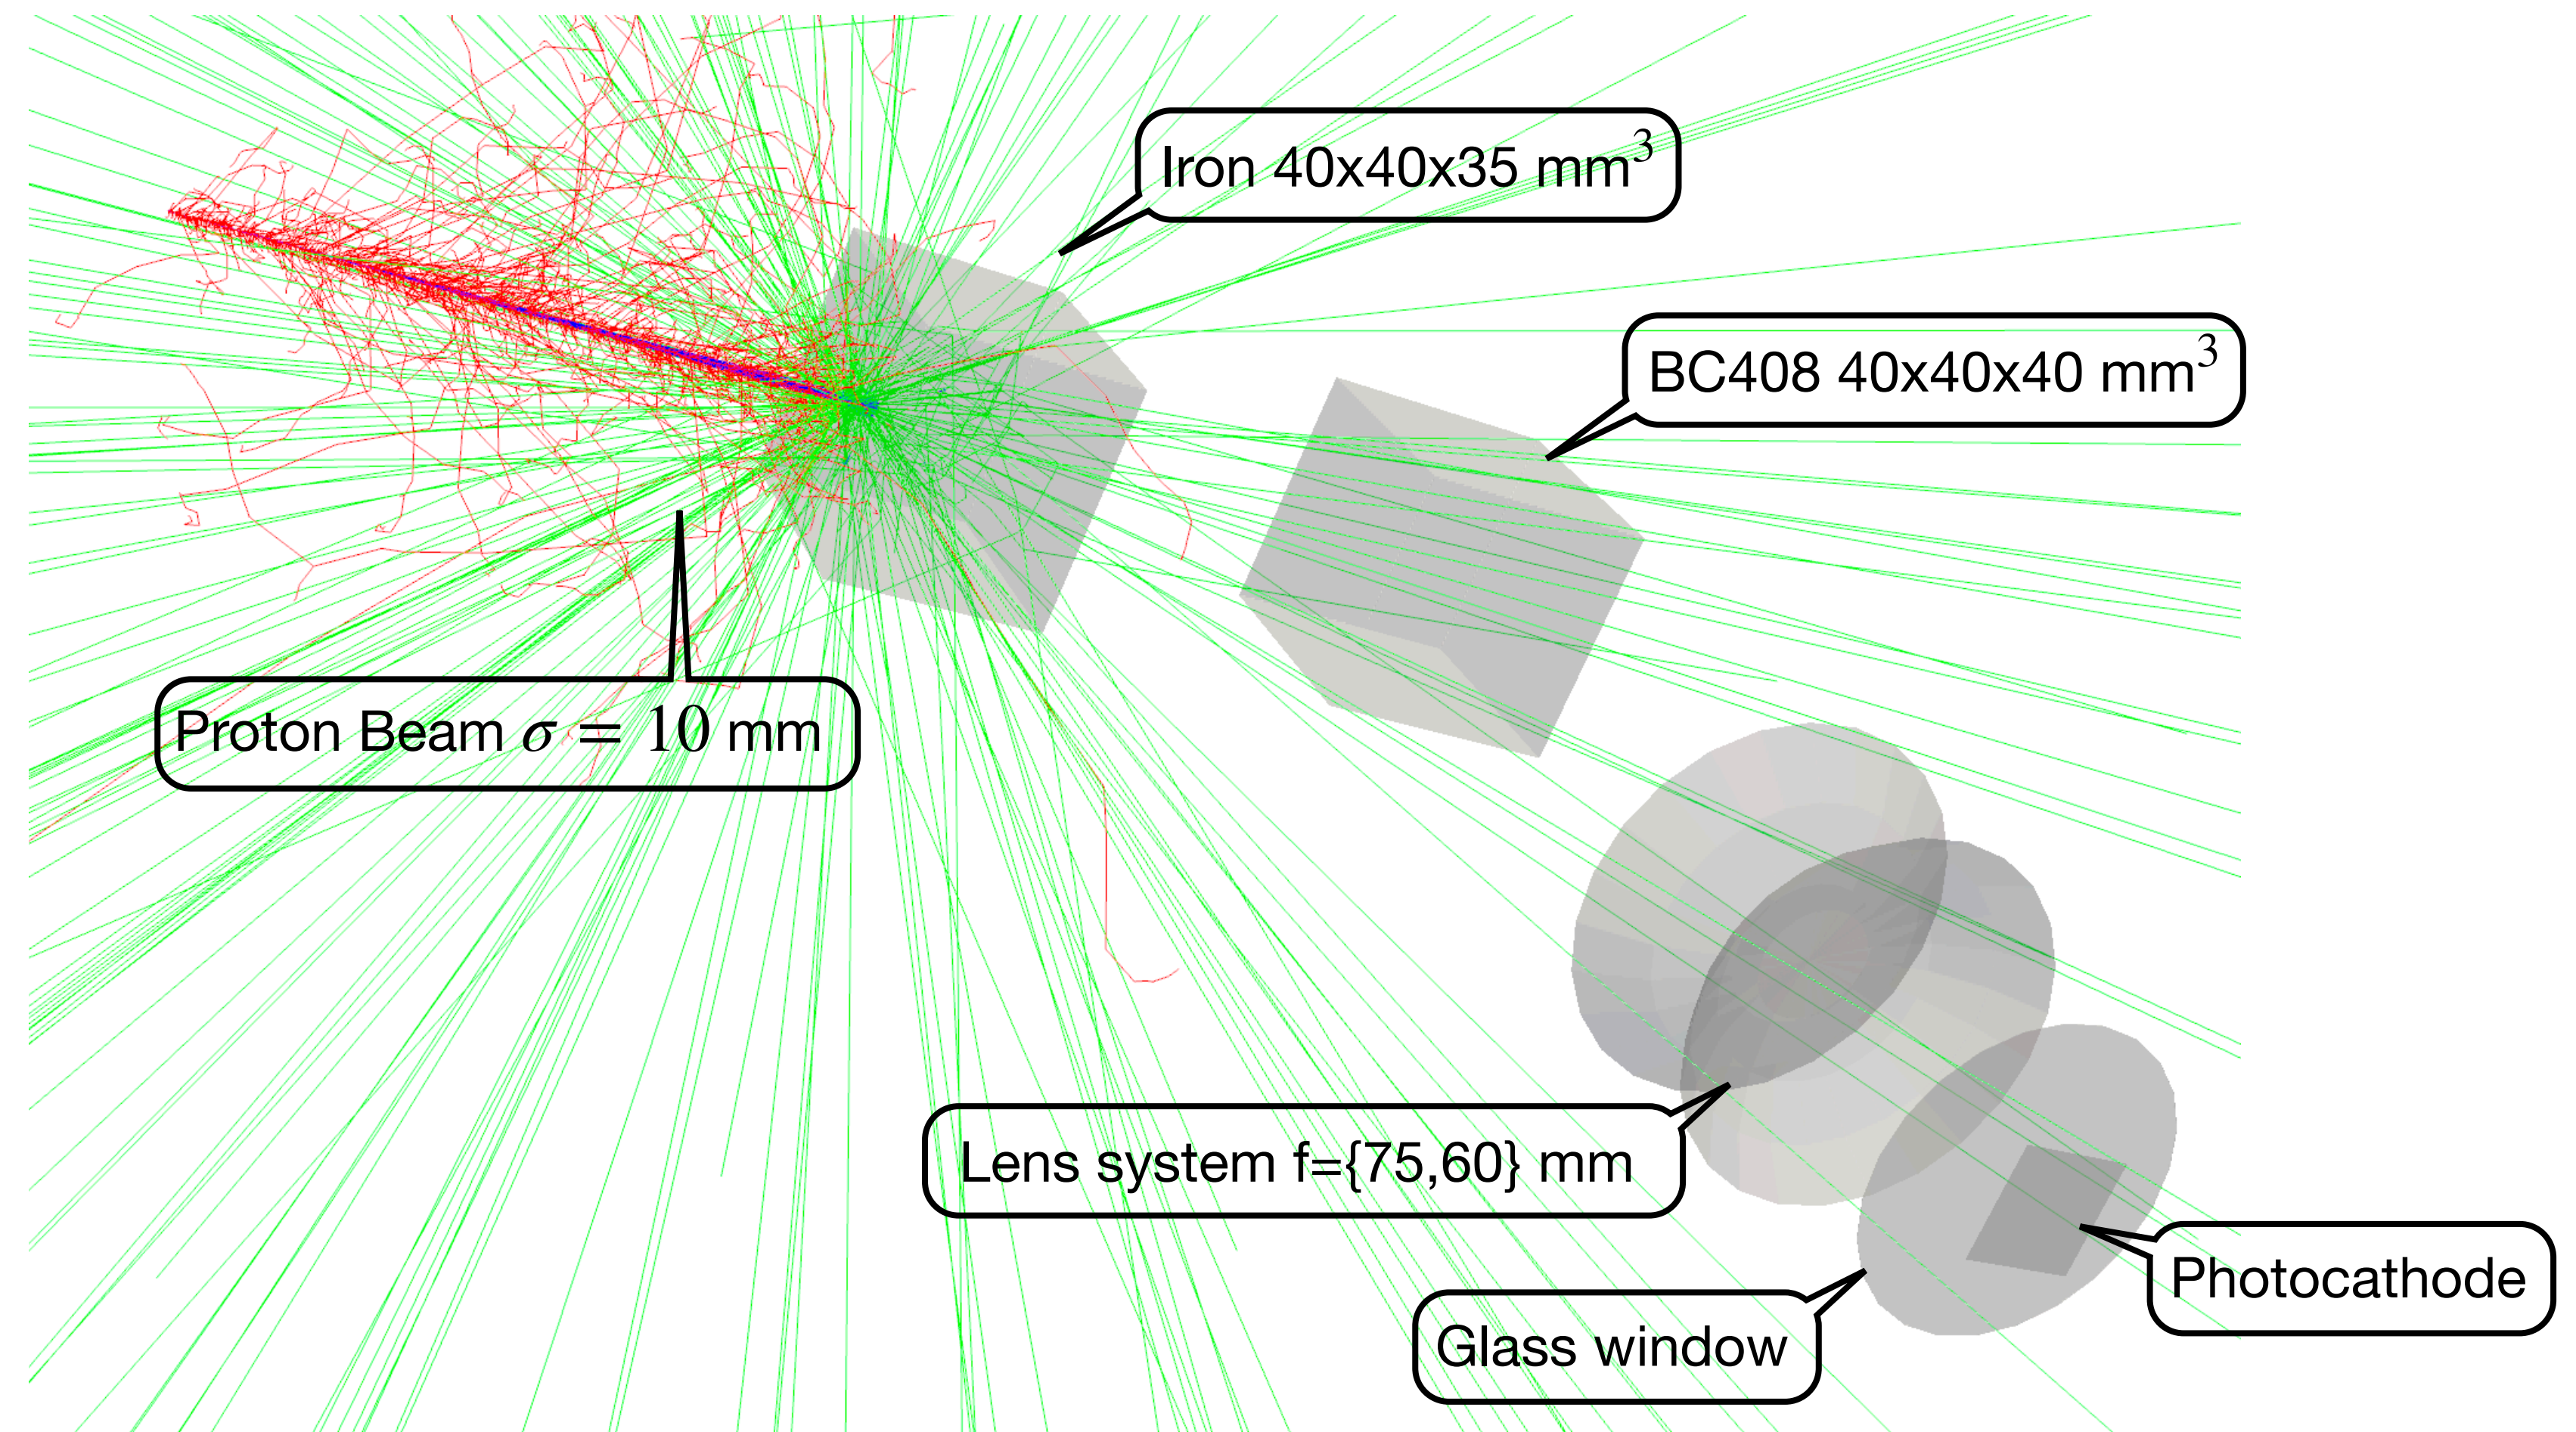 Iron 40x40x35 mm³
BC408 40x40x40 mm³
Proton Beam σ = 10 mm
Lens system f={75,60} mm
Photocathode
Glass window